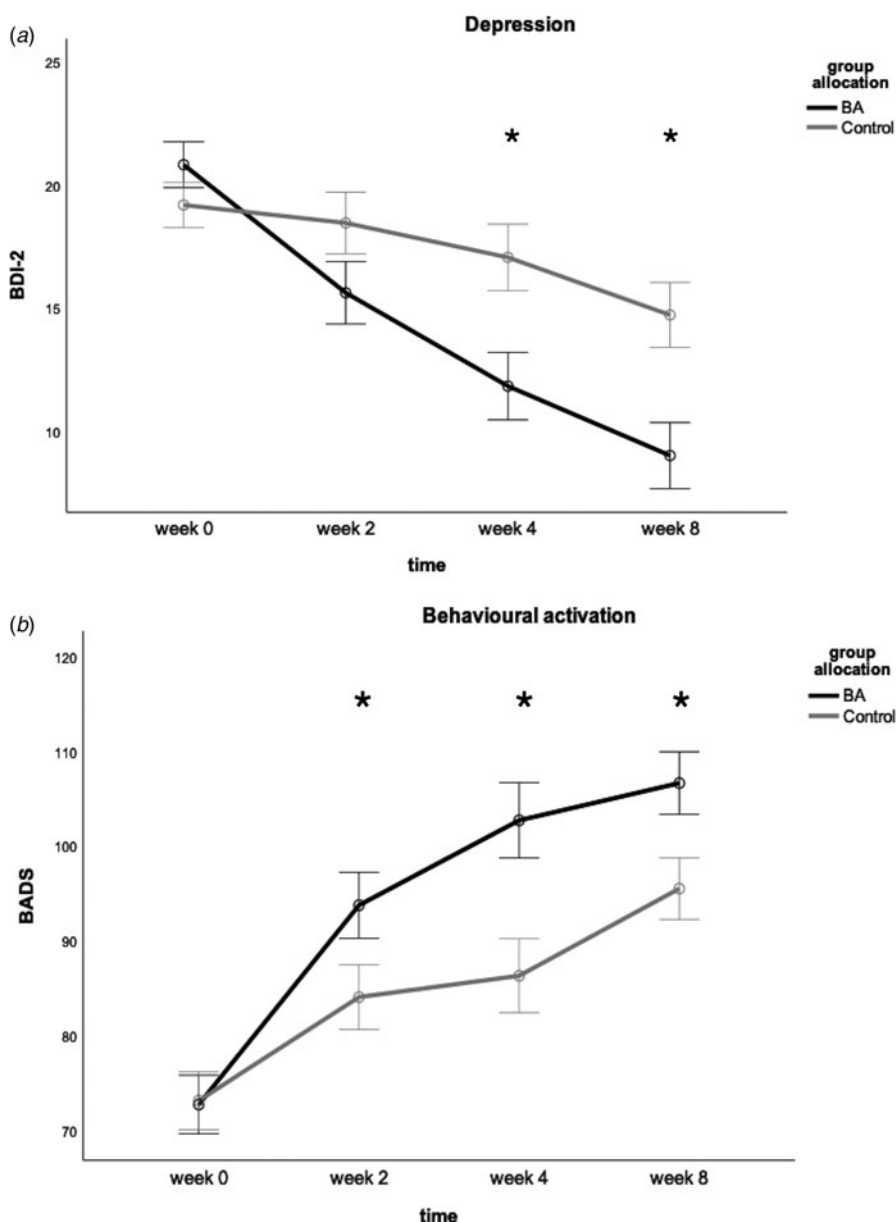 (a)
Depression
25
20
15
10
BDI-2
group
allocation
BA
Control
*
*
week 0
week 2
week 4
week 8
time
(b)
Behavioural activation
120
110
100
90
80
70
BADS
group
allocation
BA
Control
*
*
*
week 0
week 2
week 4
week 8
time